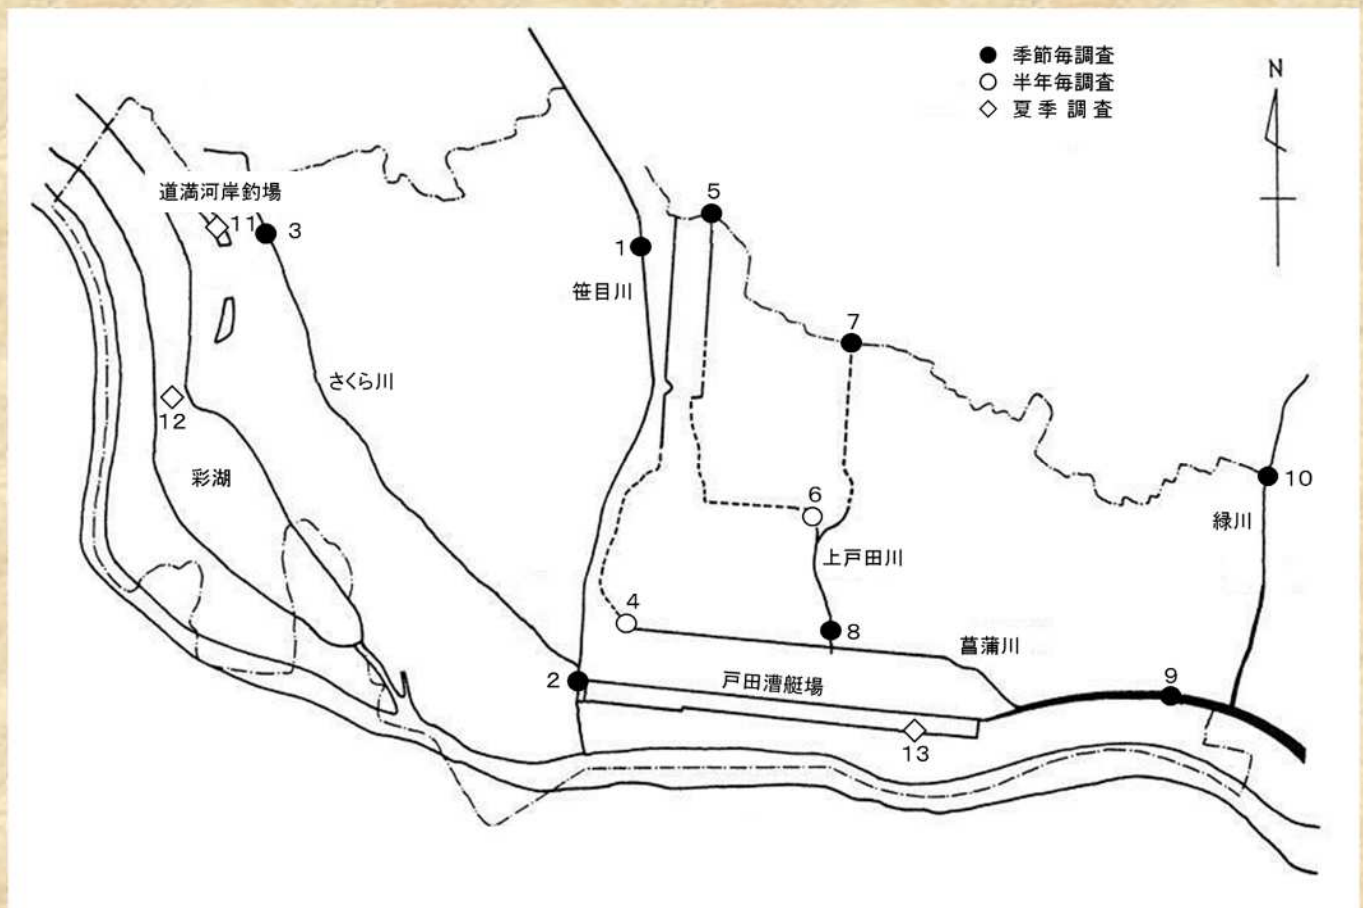 季節毎調査
半年毎調査
夏季調査
N
道満河岸釣場
11
3
5
1
笹目川
7
さくら川
12
彩湖
6
10
緑川
上戸田川
4
8
菖蒲川
2
戸田漕艇場
9
13